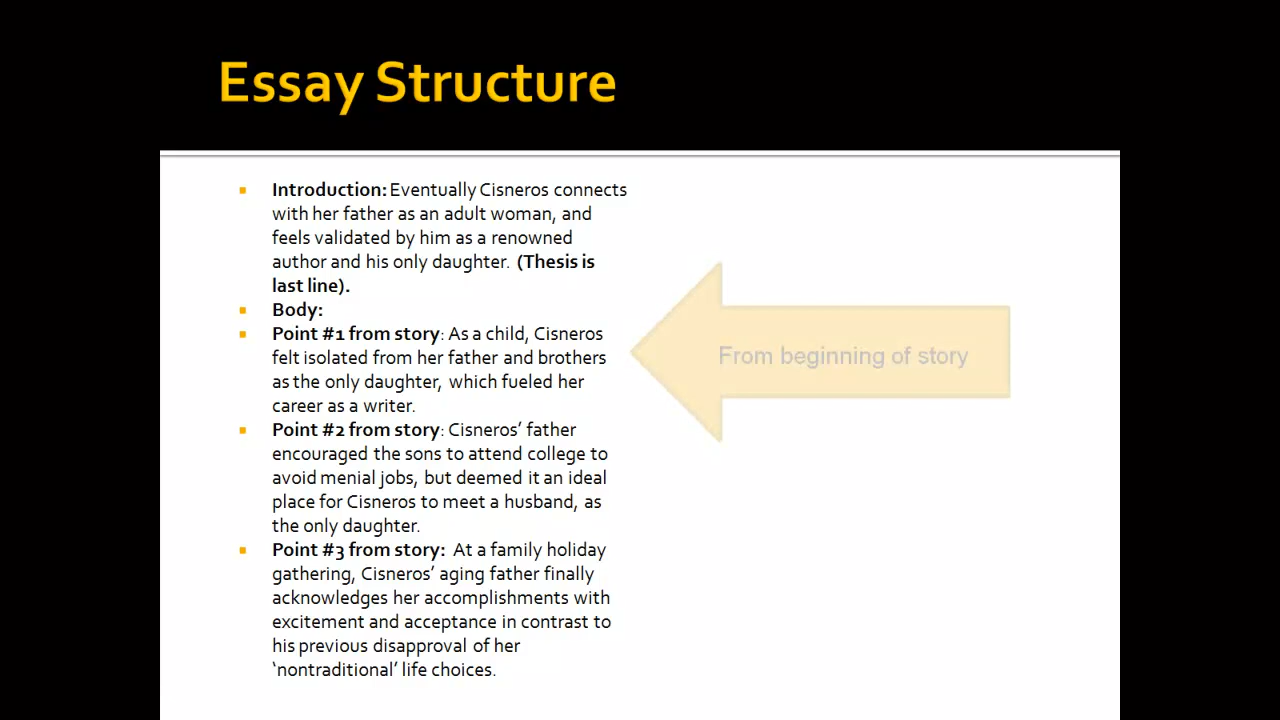 Essay Structure
Introduction: Eventually Cisneros connects
with her father as an adult woman, and
feels validated by him as a renowned
author and his only daughter. (Thesis is
last line).
Body:
Point #1 from story: As a child, Cisneros
felt isolated from her father and brothers
as the only daughter, which fueled her
career as a writer.
Point #2 from story: Cisneros’ father
encouraged the sons to attend college to
avoid menial jobs, but deemed it an ideal
place for Cisneros to meet a husband, as
the only daughter.
Point #3 from story: At a family holiday
gathering, Cisneros’ aging father finally
acknowledges her accomplishments with
excitement and acceptance in contrast to
his previous disapproval of her
‘nontraditional’ life choices.
From beginning of story